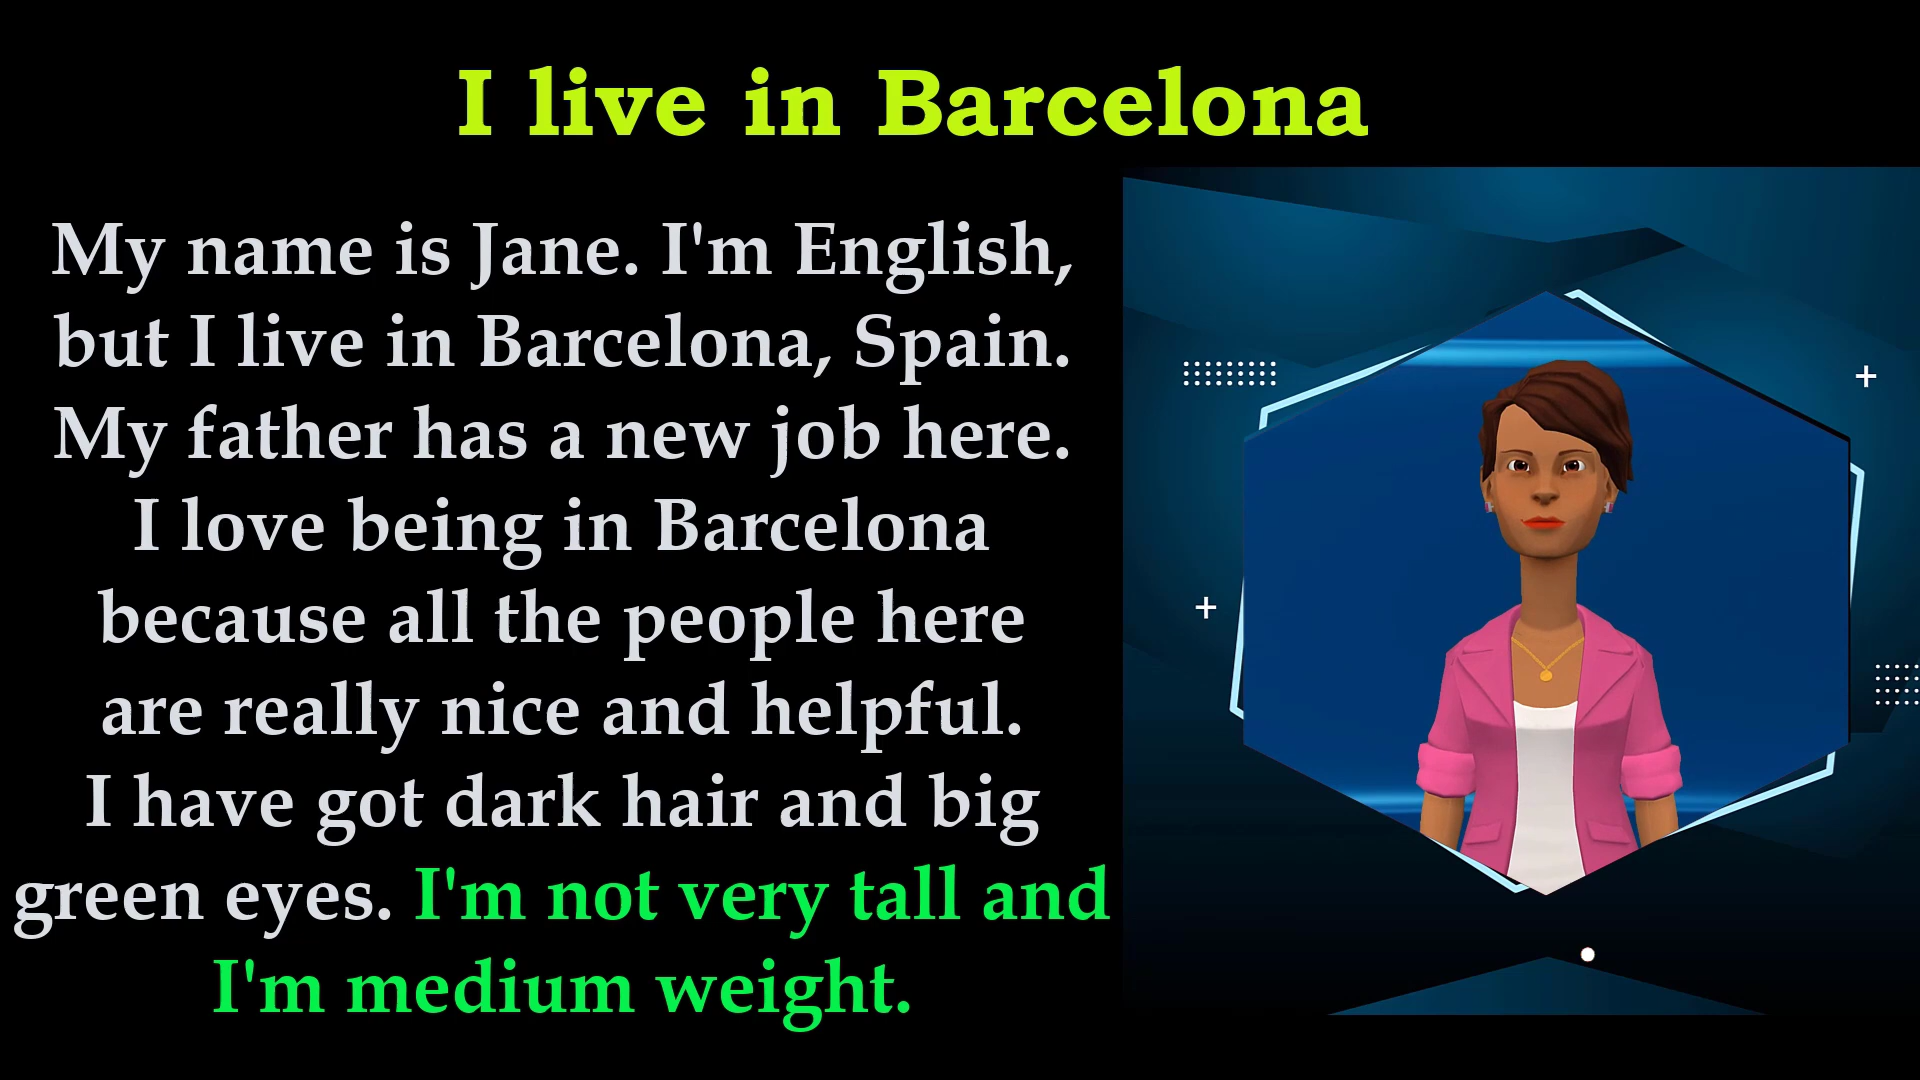 I live in Barcelona
My name is Jane. I'm English,
but I live in Barcelona, Spain.
My father has a new job here.
I love being in Barcelona
because all the people here
are really nice and helpful.
I have got dark hair and big
green eyes. I'm not very tall and
I'm medium weight.